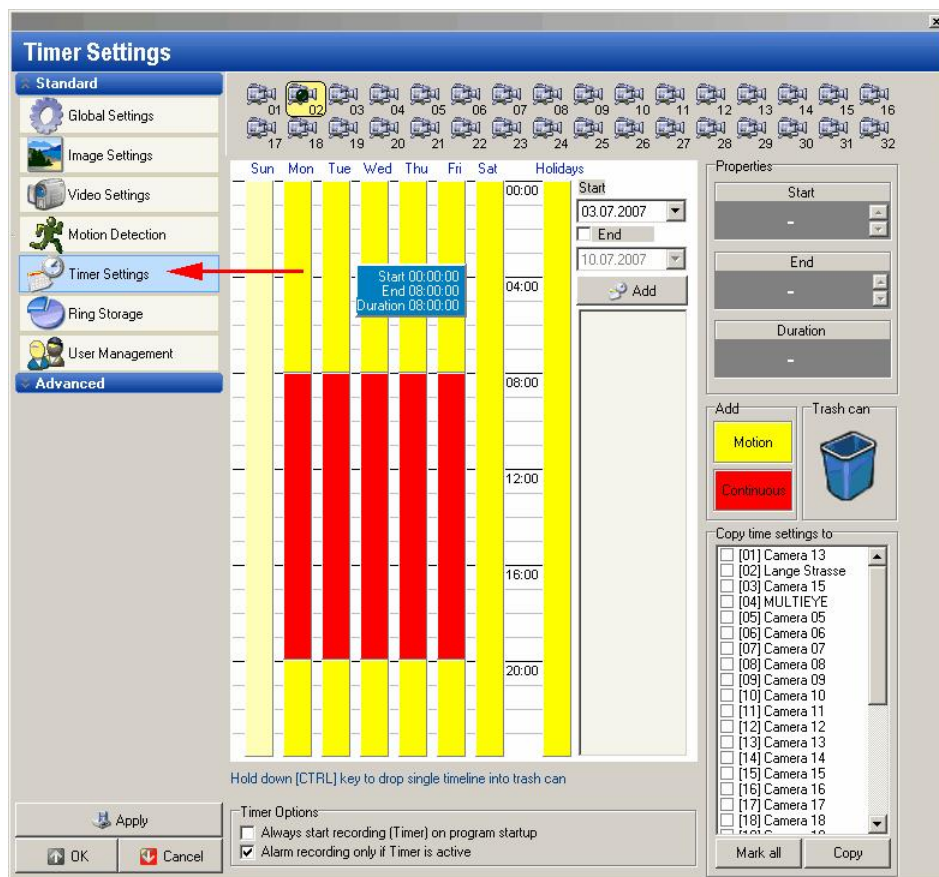 Timer Settings
Standard
Global Settings
Image Settings
Video Settings
Motion Detection
Timer Settings
Ring Storage
User Management
Advanced
01 02 03 04 05 06 07 08 09 10 11 12 13 14 15 16
17 18 19 20 21 22 23 24 25 26 27 28 29 30 31 32
Sun Mon Tue Wed Thu Fri Sat Holidays
00:00
04:00
08:00
12:00
16:00
20:00
Start 00:00:00
End 08:00:00
Duration 08:00:00
Start
03.07.2007
End
10.07.2007
Add
Properties
Start
-
End
-
Duration
-
Add
Motion
Continuous
Trash can
Copy time settings to
[01] Camera 13
[02] Lange Strasse
[03] Camera 15
[04] MULTIEYE
[05] Camera 05
[06] Camera 06
[07] Camera 07
[08] Camera 08
[09] Camera 09
[10] Camera 10
[11] Camera 11
[12] Camera 12
[13] Camera 13
[14] Camera 14
[15] Camera 15
[16] Camera 16
[17] Camera 17
[18] Camera 18
Mark all
Copy
Hold down [CTRL] key to drop single timeline into trash can
Timer Options
Always start recording (Timer) on program startup
Alarm recording only if Timer is active
Apply
OK
Cancel